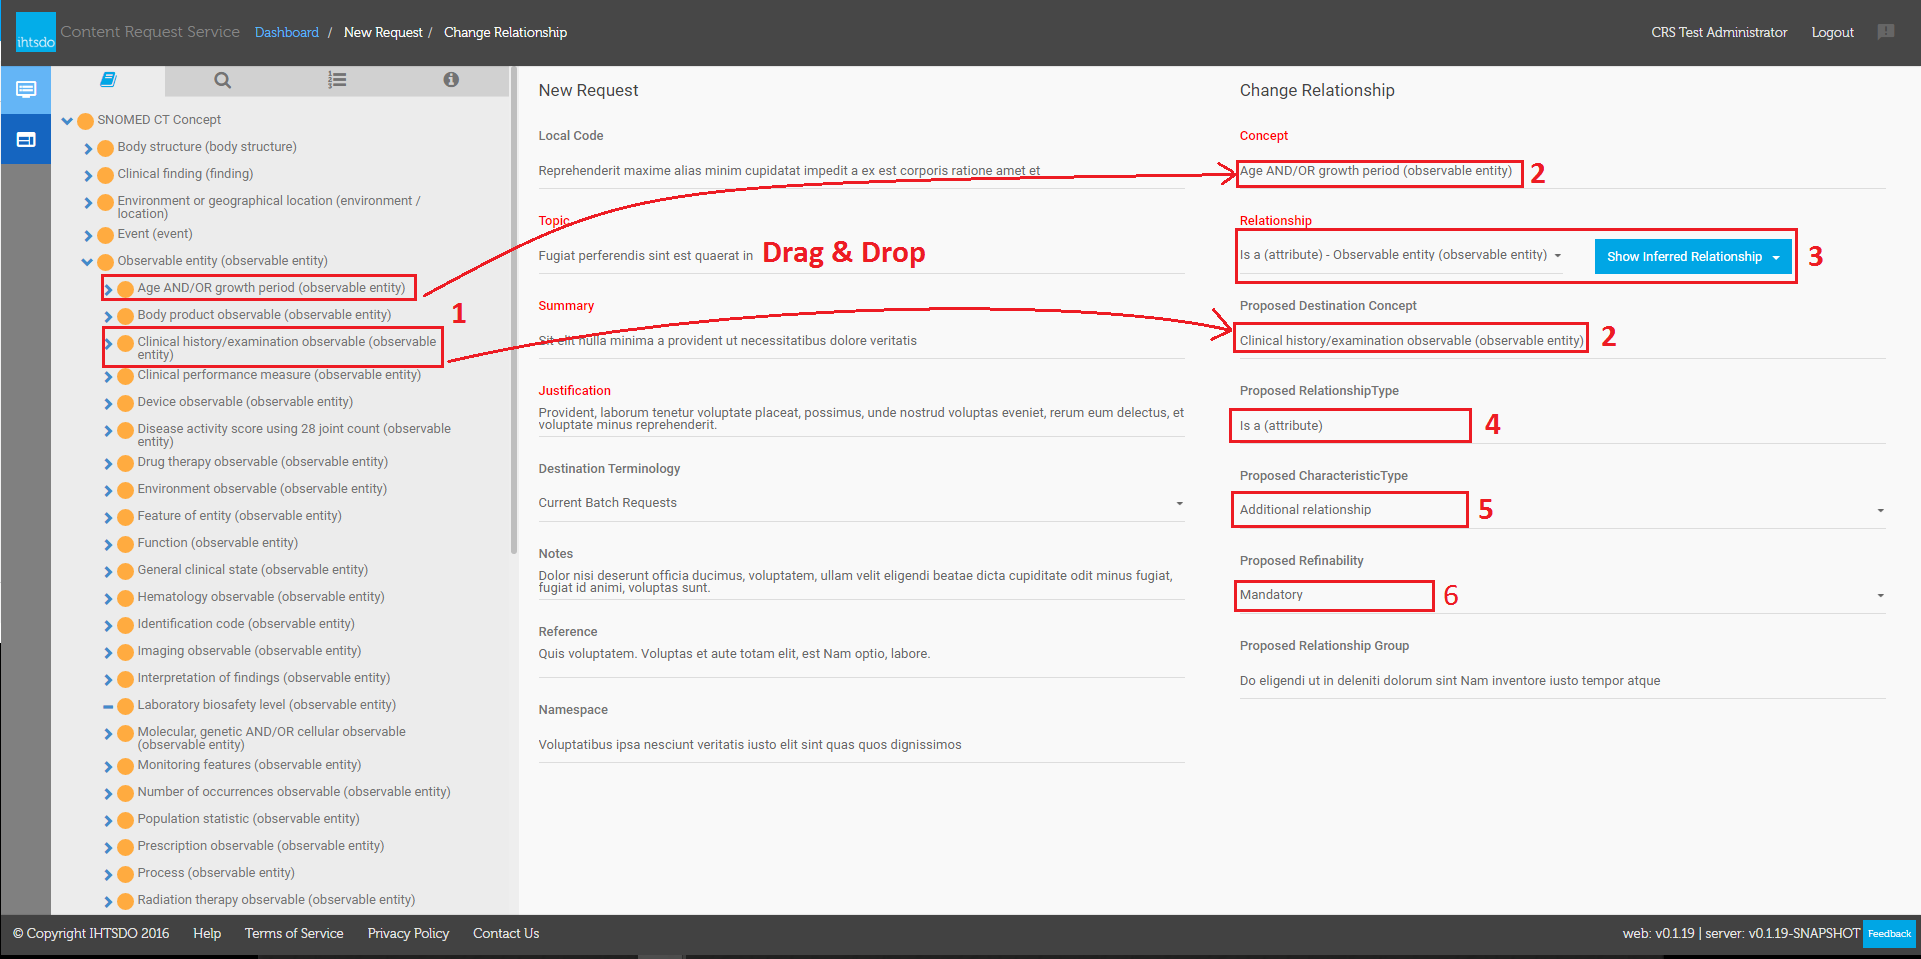 ihtsdo
Content Request Service Dashboard / New Request / Change Relationship
CRS Test Administrator Logout
SNOMED CT Concept
Body structure (body structure)
Clinical finding (finding)
Environment or geographical location (environment /
location)
Event (event)
Observable entity (observable entity)
Age AND/OR growth period (observable entity)
1
Body product observable (observable entity)
Clinical history/examination observable (observable
entity)
Clinical performance measure (observable entity)
Device observable (observable entity)
Disease activity score using 28 joint count (observable
entity)
Drug therapy observable (observable entity)
Environment observable (observable entity)
Feature of entity (observable entity)
Function (observable entity)
General clinical state (observable entity)
Hematology observable (observable entity)
Identification code (observable entity)
Imaging observable (observable entity)
Interpretation of findings (observable entity)
Laboratory biosafety level (observable entity)
Molecular, genetic AND/OR cellular observable
(observable entity)
Monitoring features (observable entity)
Number of occurrences observable (observable entity)
Population statistic (observable entity)
Prescription observable (observable entity)
Process (observable entity)
Radiation therapy observable (observable entity)
New Request
Local Code
Reprehenderit maxime alias minim cupidatat impedit a ex est corporis ratione amet et
Topic
Fugiat perferendis sint est quaerat in
Drag & Drop
Summary
Sit elit nulla minima a provident ut necessitatibus dolore veritatis
Justification
Provident, laborum tenetur voluptate placeat, possimus, unde nostrud voluptas eveniet, rerum eum delectus, et
voluptate minus reprehenderit.
Destination Terminology
Current Batch Requests
Notes
Dolor nisi deserunt officia ducimus, voluptatem, ullam velit eligendi beatae dicta cupiditate odit minus fugiat,
fugiat id animi, voluptas sunt.
Reference
Quis voluptatem. Voluptas et aute totam elit, est Nam optio, labore.
Namespace
Voluptatibus ipsa nesciunt veritatis iusto elit sint quas quos dignissimos
Change Relationship
Concept
Age AND/OR growth period (observable entity) 2
Relationship
Is a (attribute) - Observable entity (observable entity) Show Inferred Relationship 3
Proposed Destination Concept
Clinical history/examination observable (observable entity) 2
Proposed RelationshipType
Is a (attribute) 4
Proposed CharacteristicType
Additional relationship 5
Proposed Refinability
Mandatory 6
Proposed Relationship Group
Do eligendi ut in deleniti dolorum sint Nam inventore iusto tempor atque
© Copyright IHTSDO 2016 Help Terms of Service Privacy Policy Contact Us
web: v0.1.19 | server: v0.1.19-SNAPSHOT Feedback